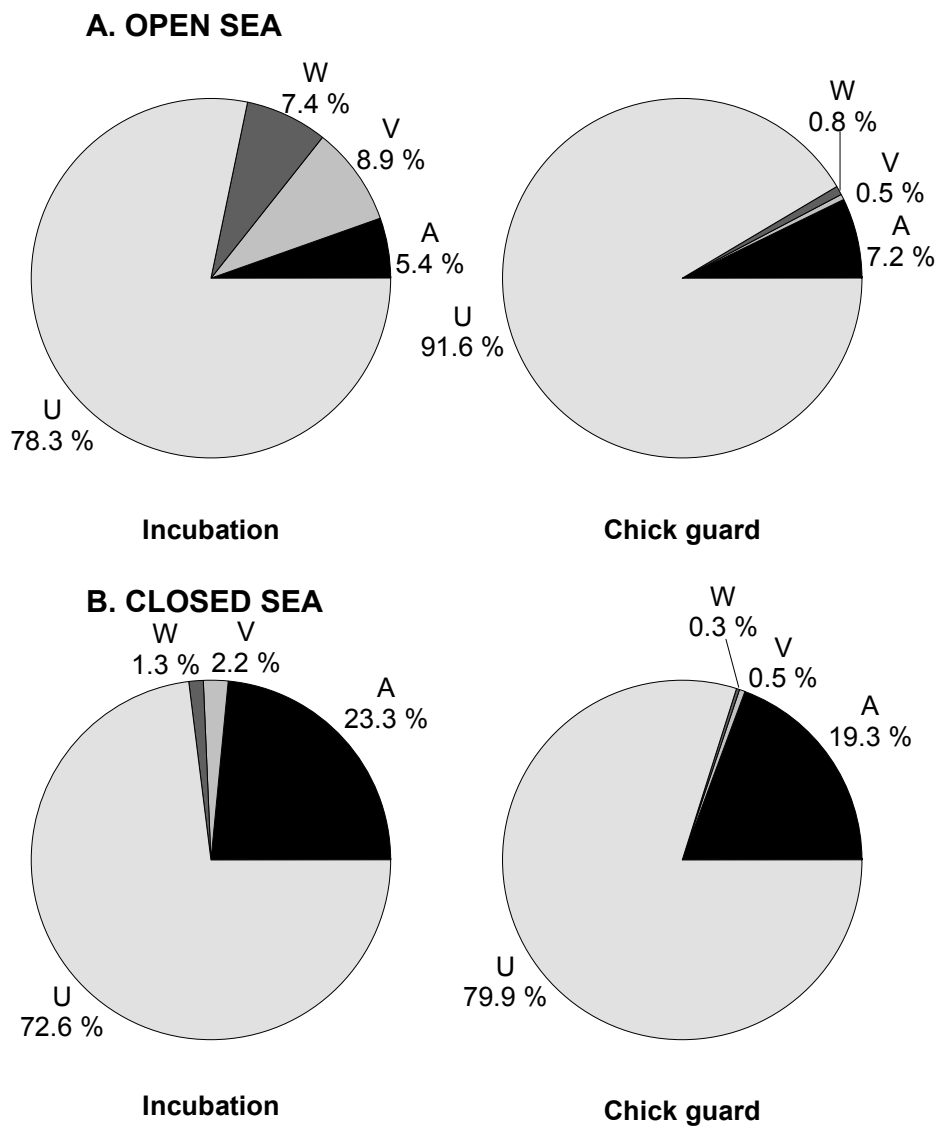 A. OPEN SEA
W
7.4 %
V
8.9 %
A
5.4 %
U
78.3 %
Incubation
W
0.8 %
V
0.5 %
A
7.2 %
U
91.6 %
Chick guard
B. CLOSED SEA
W
1.3 %
V
2.2 %
A
23.3 %
U
72.6 %
Incubation
W
0.3 %
V
0.5 %
A
19.3 %
U
79.9 %
Chick guard